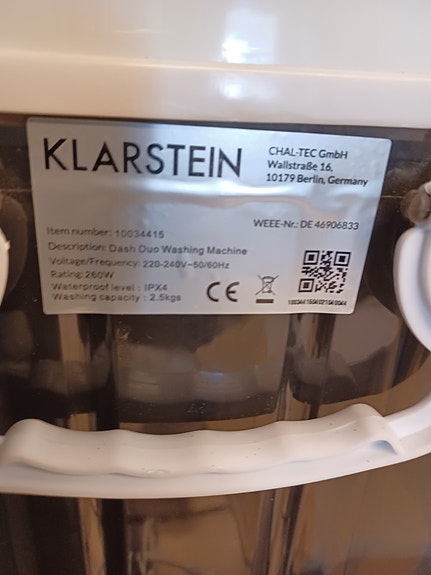 KLARSTEIN
CHAL-TEC GmbH
Wallstraße 16,
10179 Berlin, Germany
Item number: 10034415
WEEE-Nr.: DE 46906833
Description: Dash Duo Washing Machine
Voltage/Frequency: 220-240V~50/60Hz
Rating: 260W
Waterproof level : IPX4
Washing capacity : 2.5kgs
CE